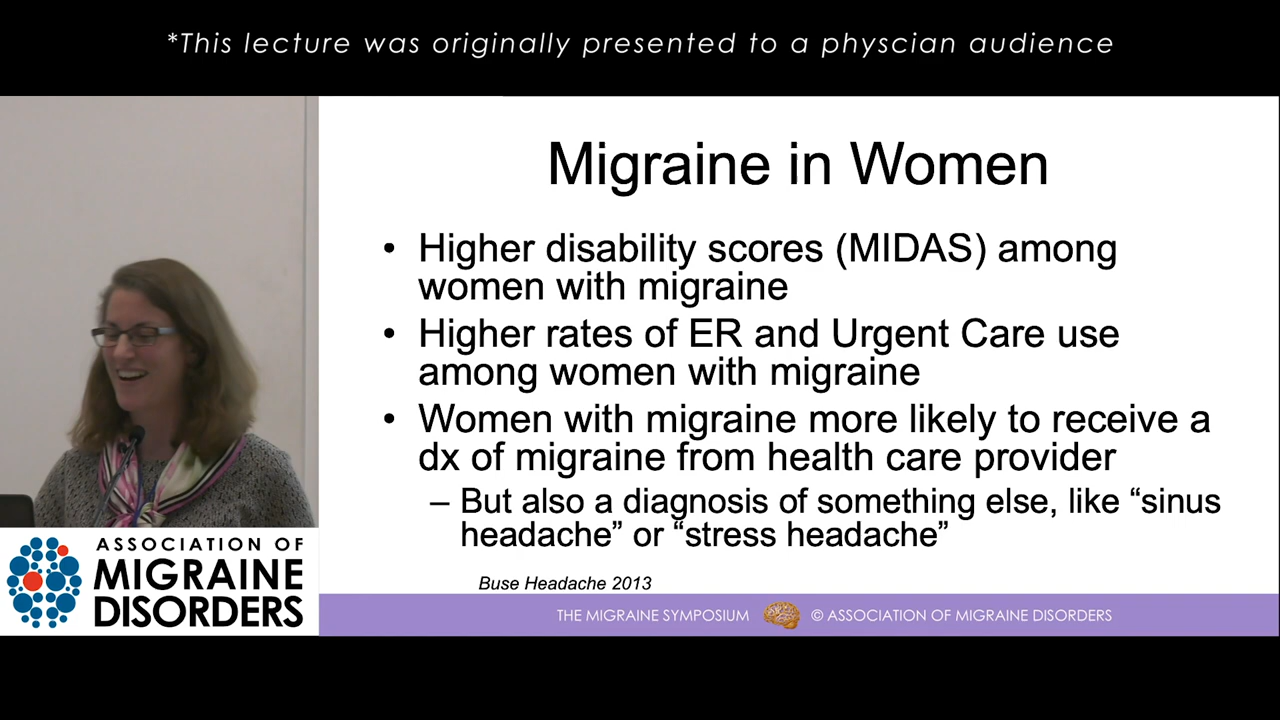 *This lecture was originally presented to a physcian audience
Migraine in Women
• Higher disability scores (MIDAS) among
women with migraine
• Higher rates of ER and Urgent Care use
among women with migraine
• Women with migraine more likely to receive a
dx of migraine from health care provider
– But also a diagnosis of something else, like “sinus
headache” or “stress headache”
Buse Headache 2013
ASSOCIATION OF
MIGRAINE
DISORDERS
THE MIGRAINE SYMPOSIUM © ASSOCIATION OF MIGRAINE DISORDERS